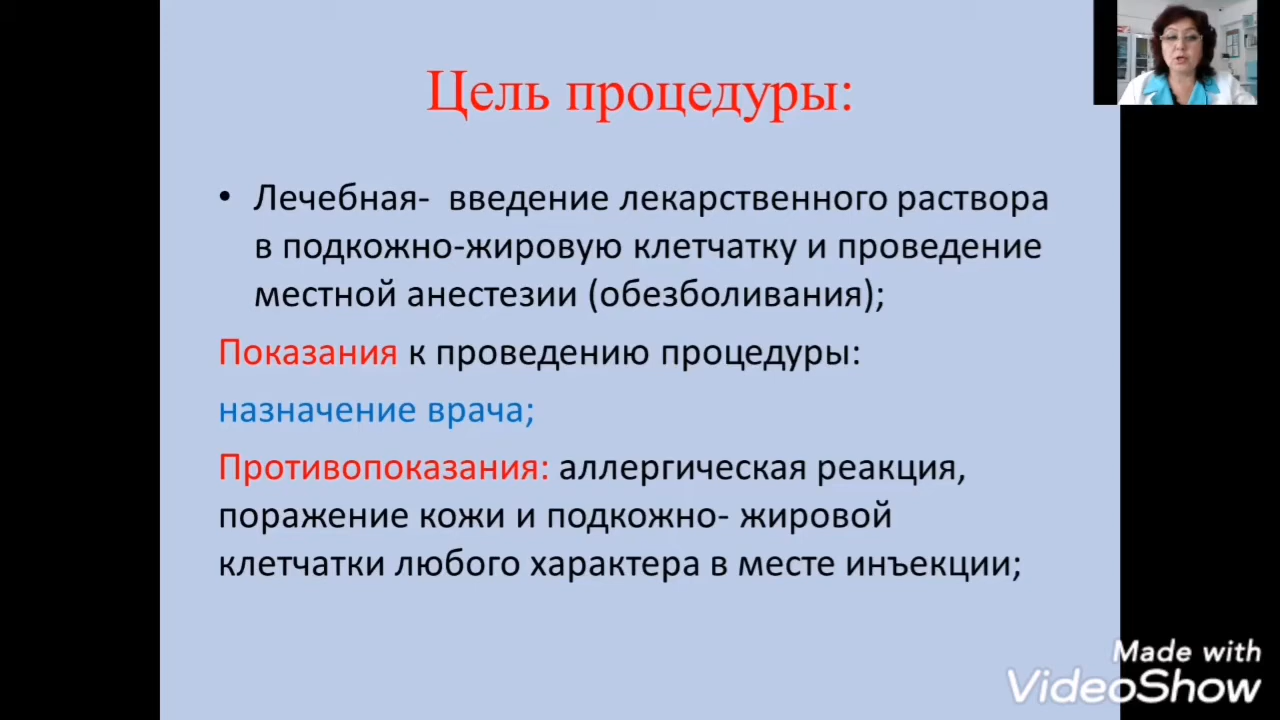 Цель процедуры:
• Лечебная- введение лекарственного раствора
в подкожно-жировую клетчатку и проведение
местной анестезии (обезболивания);
Показания к проведению процедуры:
назначение врача;
Противопоказания: аллергическая реакция,
поражение кожи и подкожно- жировой
клетчатки любого характера в месте инъекции;
Made with
VideoShow